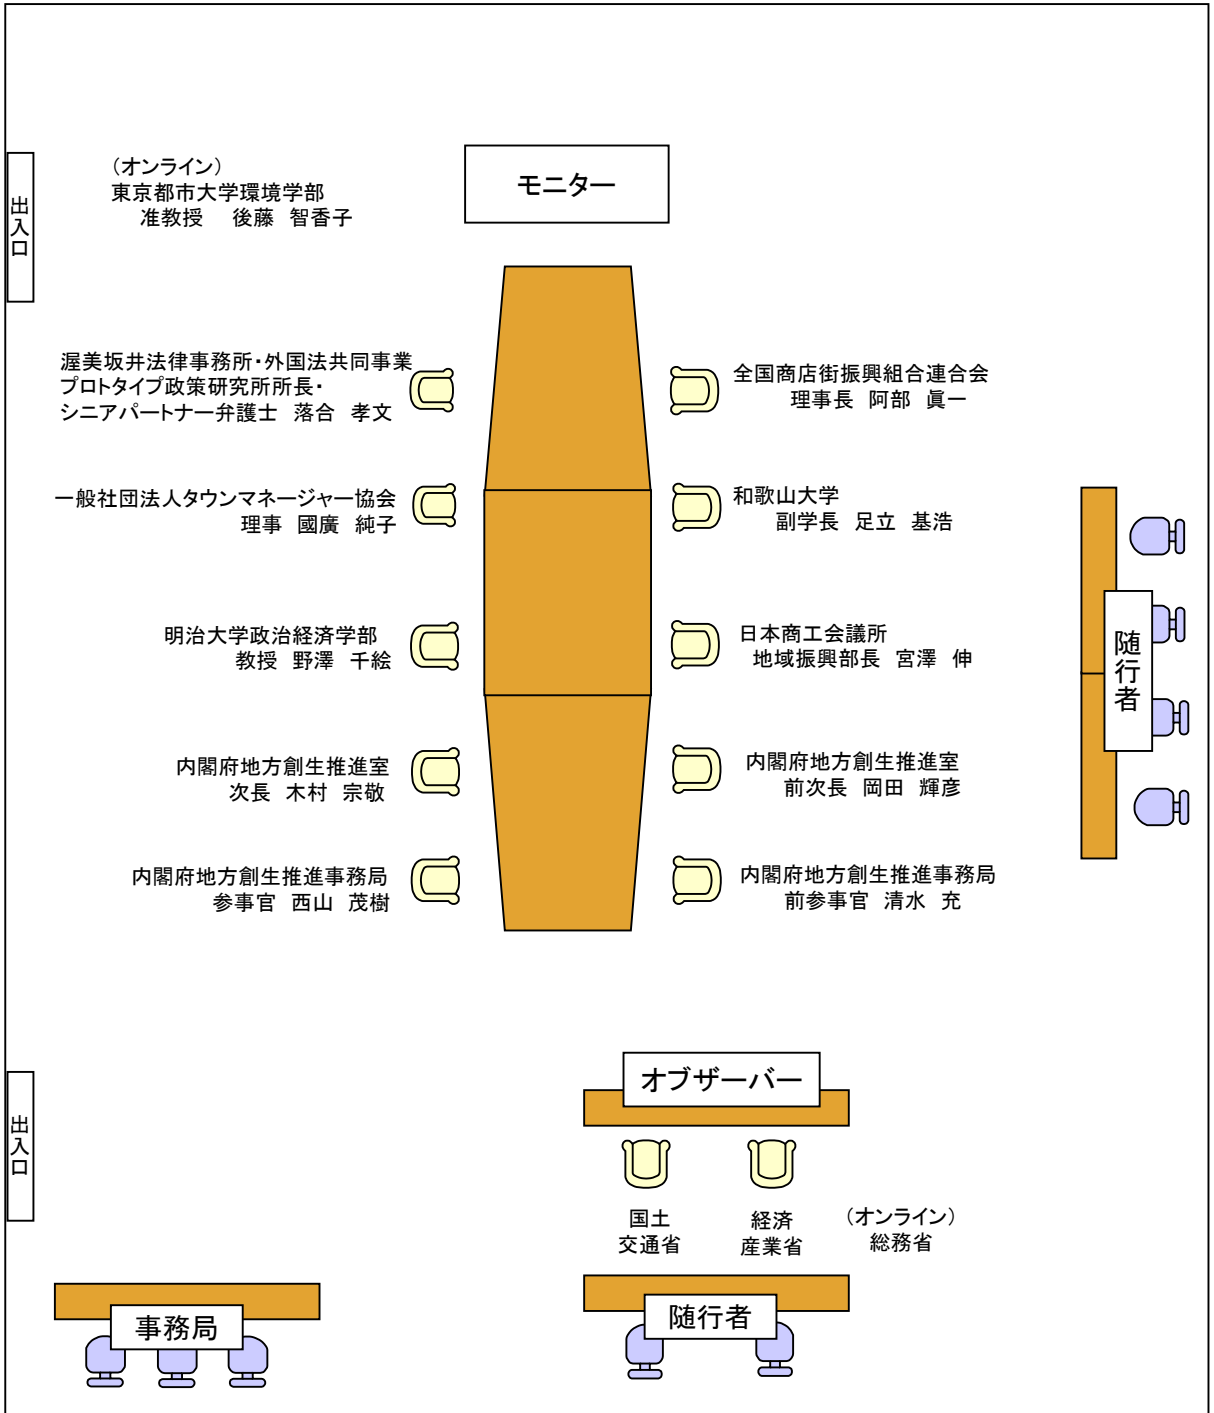 出入口
（オンライン）
東京都市大学環境学部
准教授　後藤　智香子
モニター
渥美坂井法律事務所・外国法共同事業
プロトタイプ政策研究所所長・
シニアパートナー弁護士　落合　孝文
全国商店街振興組合連合会
理事長　阿部　眞一
一般社団法人タウンマネージャー協会
理事　國廣　純子
和歌山大学
副学長　足立　基浩
明治大学政治経済学部
教授　野澤　千絵
日本商工会議所
地域振興部長　宮澤　伸
随行者
内閣府地方創生推進室
次長　木村　宗敬
内閣府地方創生推進室
前次長　岡田　輝彦
内閣府地方創生推進事務局
参事官　西山　茂樹
内閣府地方創生推進事務局
前参事官　清水　充
出入口
オブザーバー
国土
交通省
経済
産業省
（オンライン）
総務省
事務局
随行者